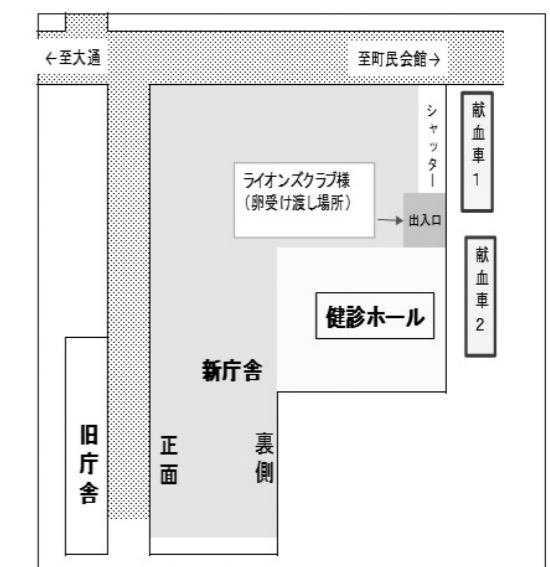 ←至大通
至町民会館→
シャッター
献血車1
ライオンズクラブ様
（卵受け渡し場所）
出入口
献血車2
健診ホール
新庁舎
旧庁舎
正面
裏側